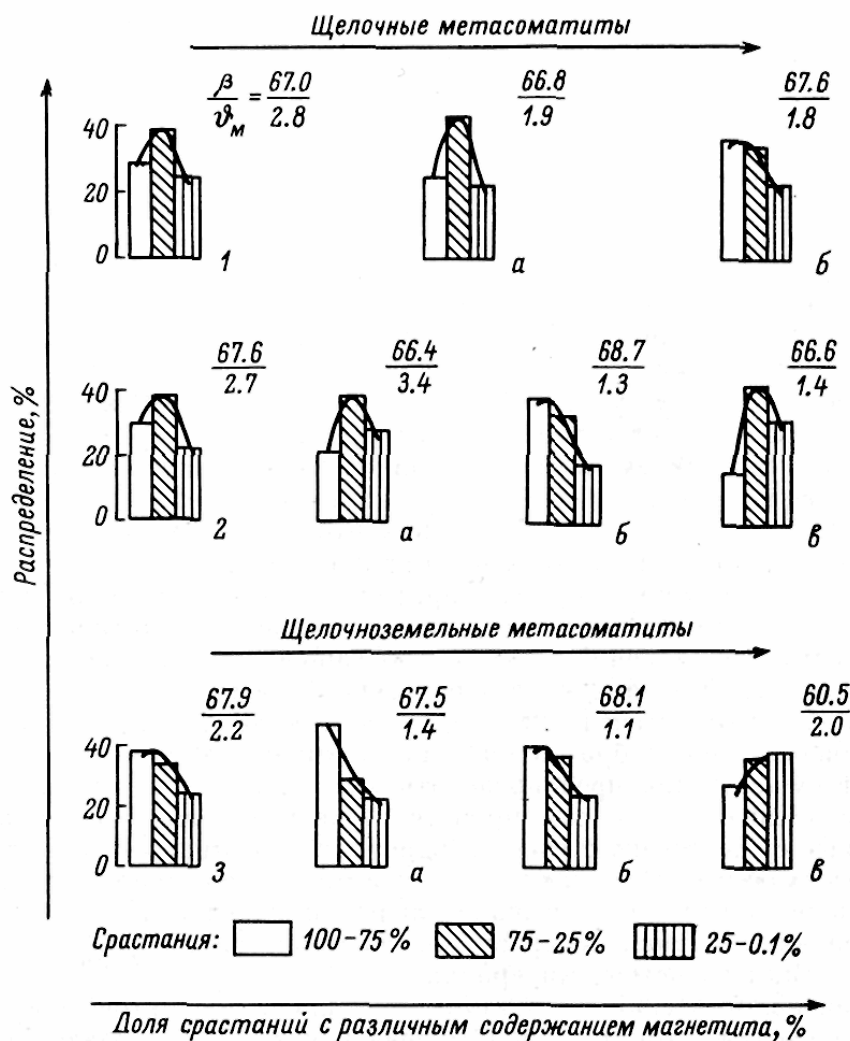 Щелочные метасоматиты
β/ϑм = 67.0/2.8 66.8/1.9 67.6/1.8
40
20
0
1 а б
67.6/2.7 66.4/3.4 68.7/1.3 66.6/1.4
40
20
0
2 а б в
Распределение, %
Щелочноземельные метасоматиты
67.9/2.2 67.5/1.4 68.1/1.1 60.5/2.0
40
20
0
3 а б в
Срастания: 100-75% 75-25% 25-0.1%
Доля срастаний с различным содержанием магнетита, %